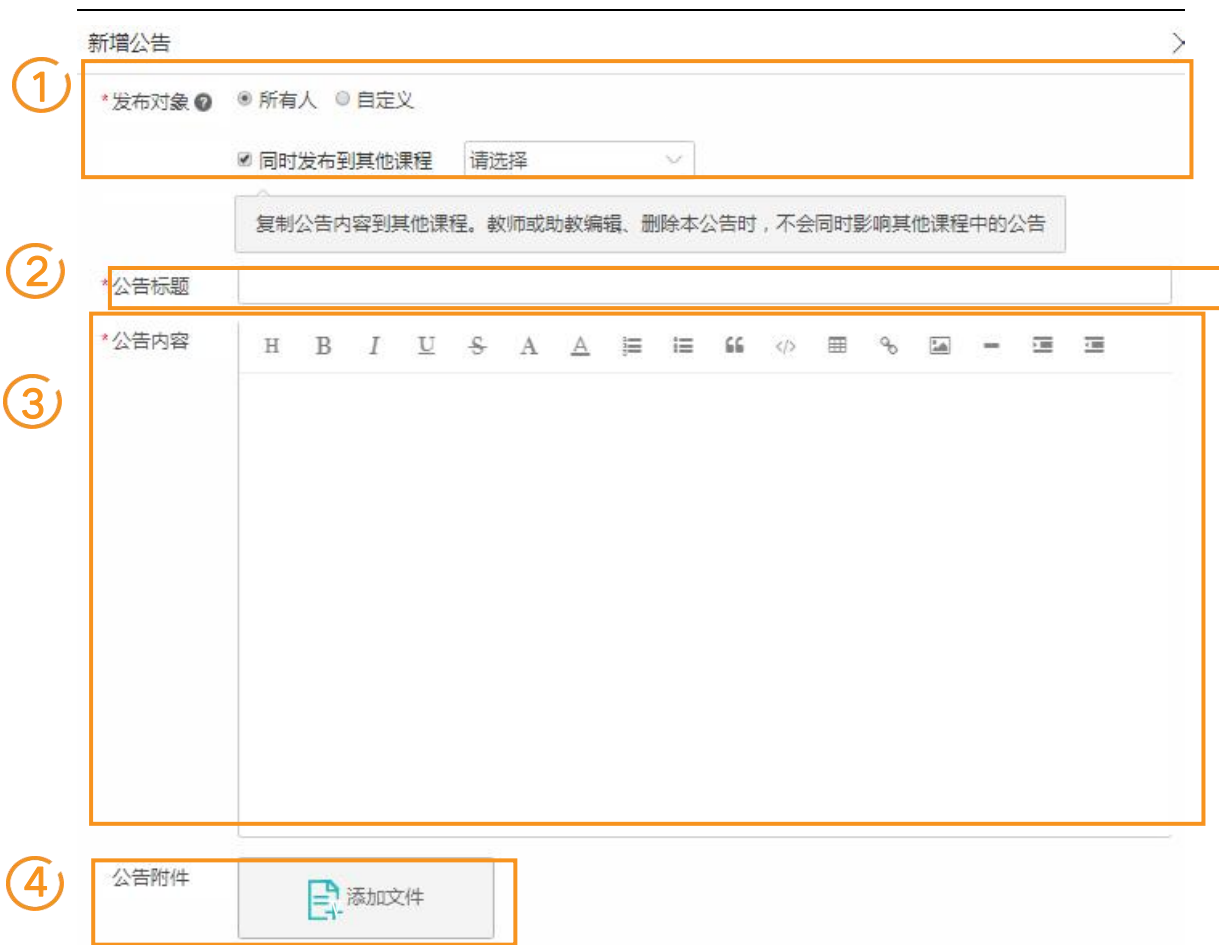 新增公告
①
*发布对象 ? 所有人 自定义
同时发布到其他课程 请选择
复制公告内容到其他课程。教师或助教编辑、删除本公告时，不会同时影响其他课程中的公告
②
*公告标题
*公告内容 H B I U S A A
③
④
公告附件 添加文件